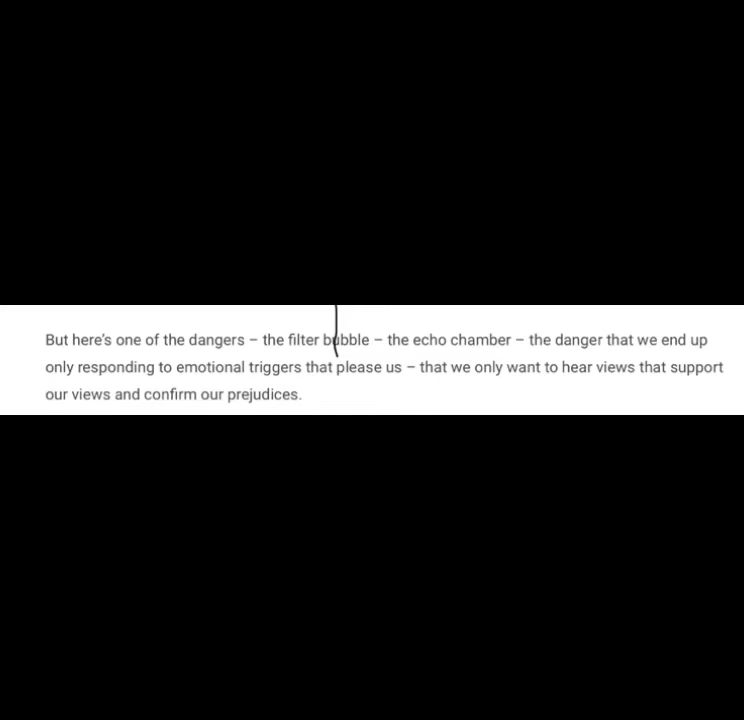 But here's one of the dangers – the filter bubble – the echo chamber – the danger that we end up
only responding to emotional triggers that please us – that we only want to hear views that support
our views and confirm our prejudices.